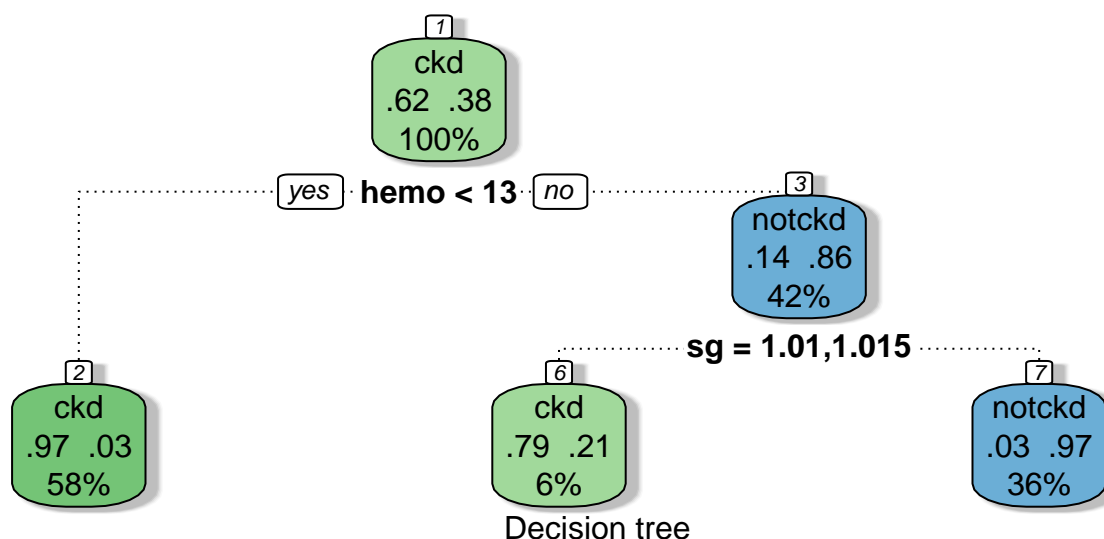 1
ckd
.62 .38
100%
yes hemo < 13 no
3
notckd
.14 .86
42%
sg = 1.01,1.015
2
ckd
.97 .03
58%
6
ckd
.79 .21
6%
7
notckd
.03 .97
36%
Decision tree